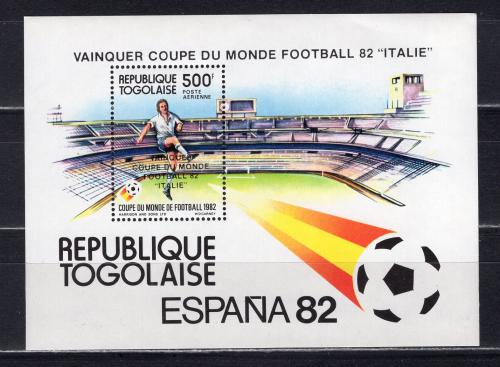 VAINQUER COUPE DU MONDE FOOTBALL 82 "ITALIE"
REPUBLIQUE
TOGOLAISE
500F
POSTE
AERIENNE
VAINQUER
COUPE DU MONDE
FOOTBALL 82
"ITALIE"
COUPE DU MONDE DE FOOTBALL 1982
HARRISON AND SONS LTD
McGARVEY
REPUBLIQUE
TOGOLAISE
ESPAÑA 82